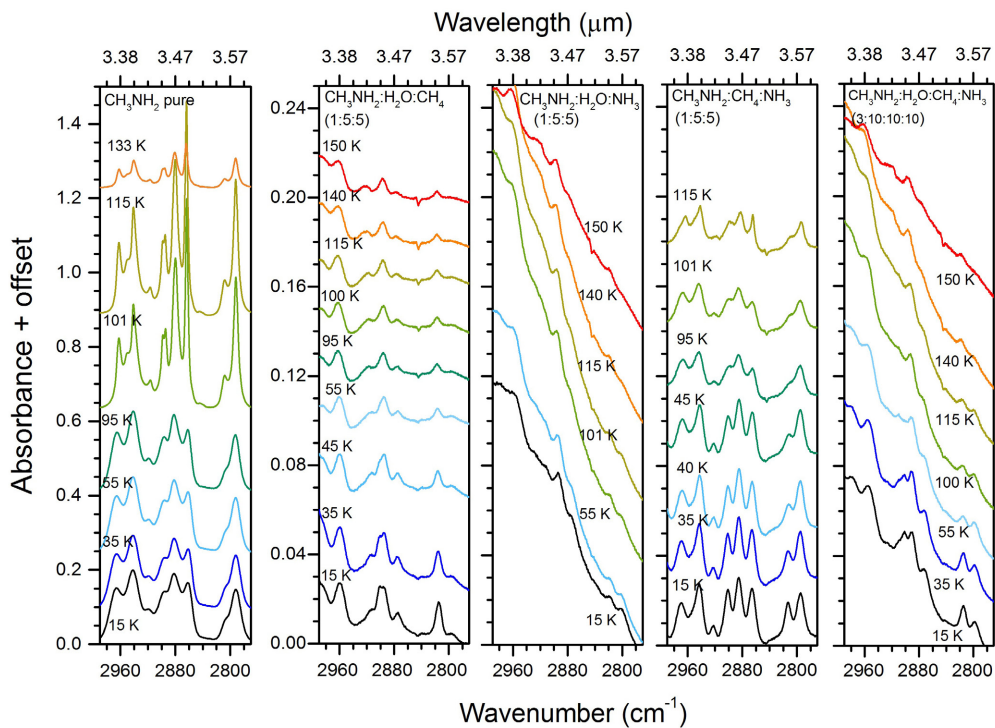 Wavelength (μm)
3.38 3.47 3.57 3.38 3.47 3.57 3.38 3.47 3.57 3.38 3.47 3.57 3.38 3.47 3.57
Absorbance + offset
1.4
1.2
1.0
0.8
0.6
0.4
0.2
0.0
CH₃NH₂ pure
133 K
115 K
101 K
95 K
55 K
35 K
15 K
0.24
0.20
0.16
0.12
0.08
0.04
0.00
CH₃NH₂:H₂O:CH₄
(1:5:5)
150 K
140 K
115 K
100 K
95 K
55 K
45 K
35 K
15 K
CH₃NH₂:H₂O:NH₃
(1:5:5)
150 K
140 K
115 K
101 K
55 K
15 K
CH₃NH₂:CH₄:NH₃
(1:5:5)
115 K
101 K
95 K
45 K
40 K
35 K
15 K
CH₃NH₂:H₂O:CH₄:NH₃
(3:10:10:10)
150 K
140 K
115 K
100 K
55 K
35 K
15 K
2960 2880 2800 2960 2880 2800 2960 2880 2800 2960 2880 2800 2960 2880 2800
Wavenumber (cm⁻¹)